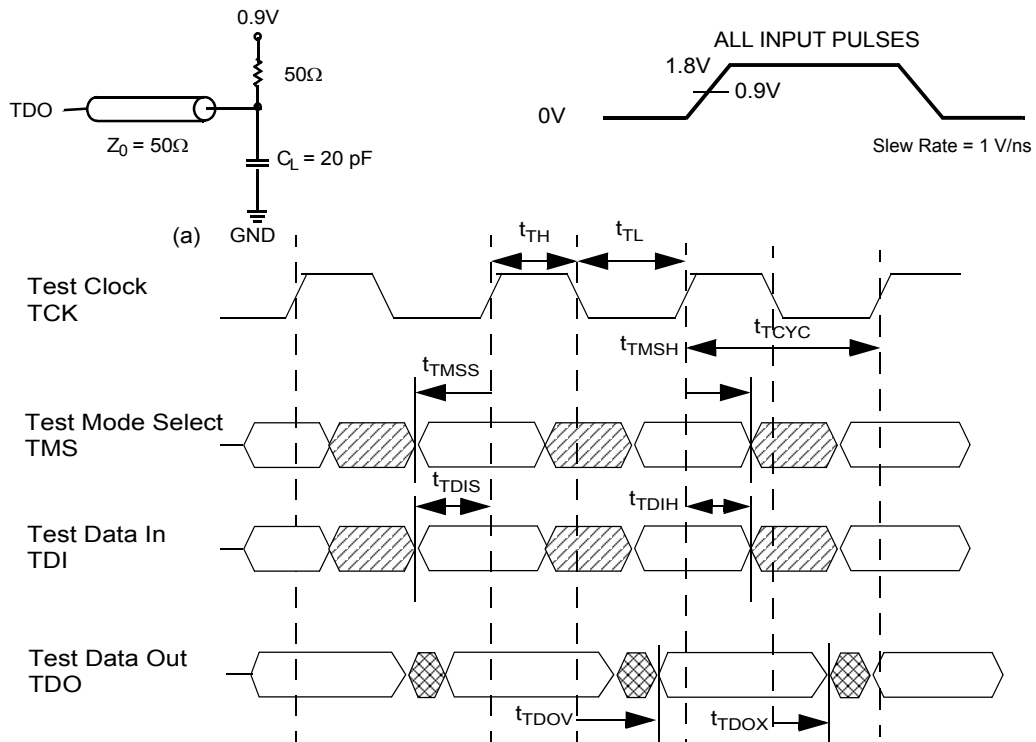 0.9V
50Ω
TDO
Z0 = 50Ω
CL = 20 pF
GND
(a)
ALL INPUT PULSES
1.8V
0.9V
0V
Slew Rate = 1 V/ns
tTH
tTL
Test Clock
TCK
tTMSH
tTCYC
tTMSS
Test Mode Select
TMS
tTDIS
tTDIH
Test Data In
TDI
Test Data Out
TDO
tTDOV
tTDOX